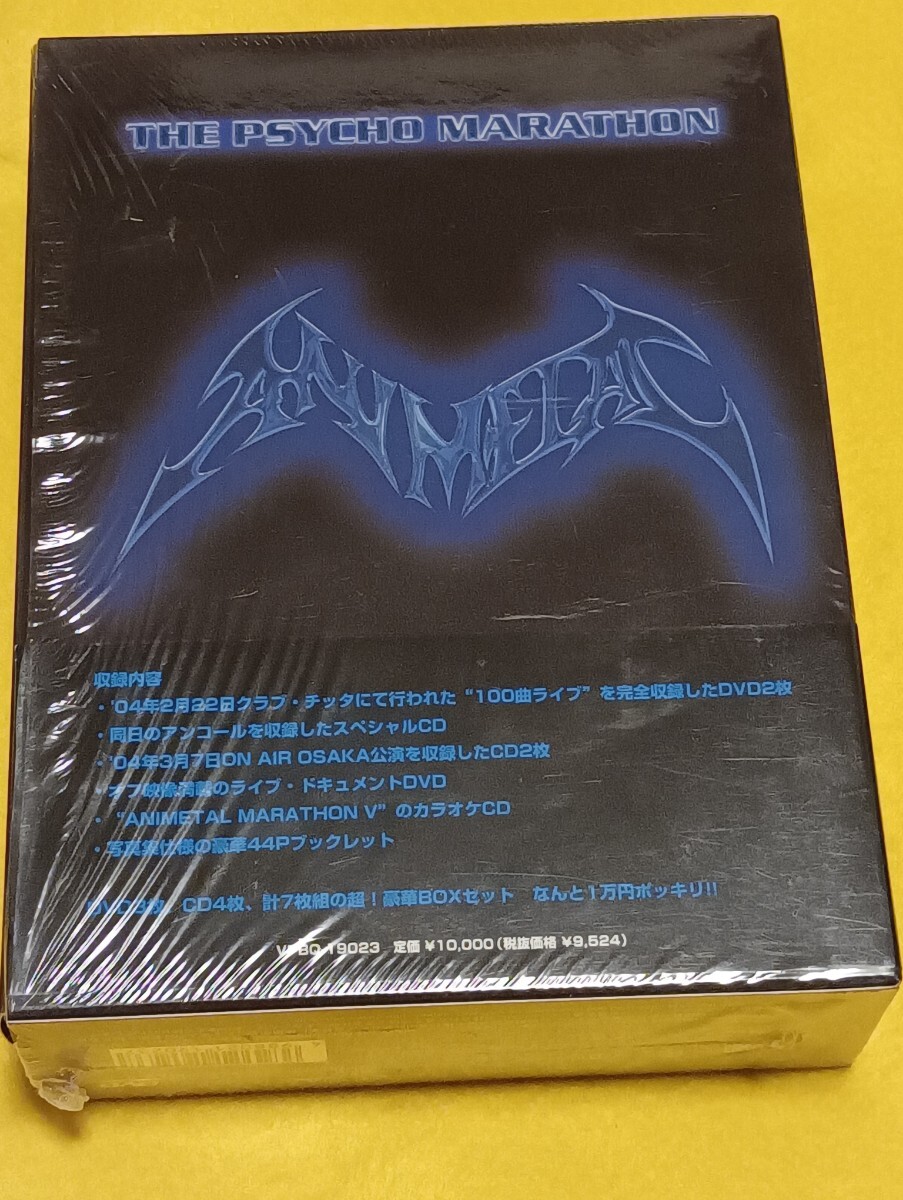 THE PSYCHO MARATHON
ANIMETAL
収録内容
・'04年2月22日クラブ・チッタにて行われた“100曲ライブ”を完全収録したDVD2枚
・同日のアンコールを収録したスペシャルCD
・'04年3月7日ON AIR OSAKA公演を収録したCD2枚
・オフ映像満載のライブ・ドキュメントDVD
・“ANIMETAL MARATHON V”のカラオケCD
・写真集仕様の豪華44Pブックレット
DVD3枚、CD4枚、計7枚組の超！豪華BOXセット なんと1万円ポッキリ!!
VPBQ-19023 定価 ¥10,000(税抜価格 ¥9,524)